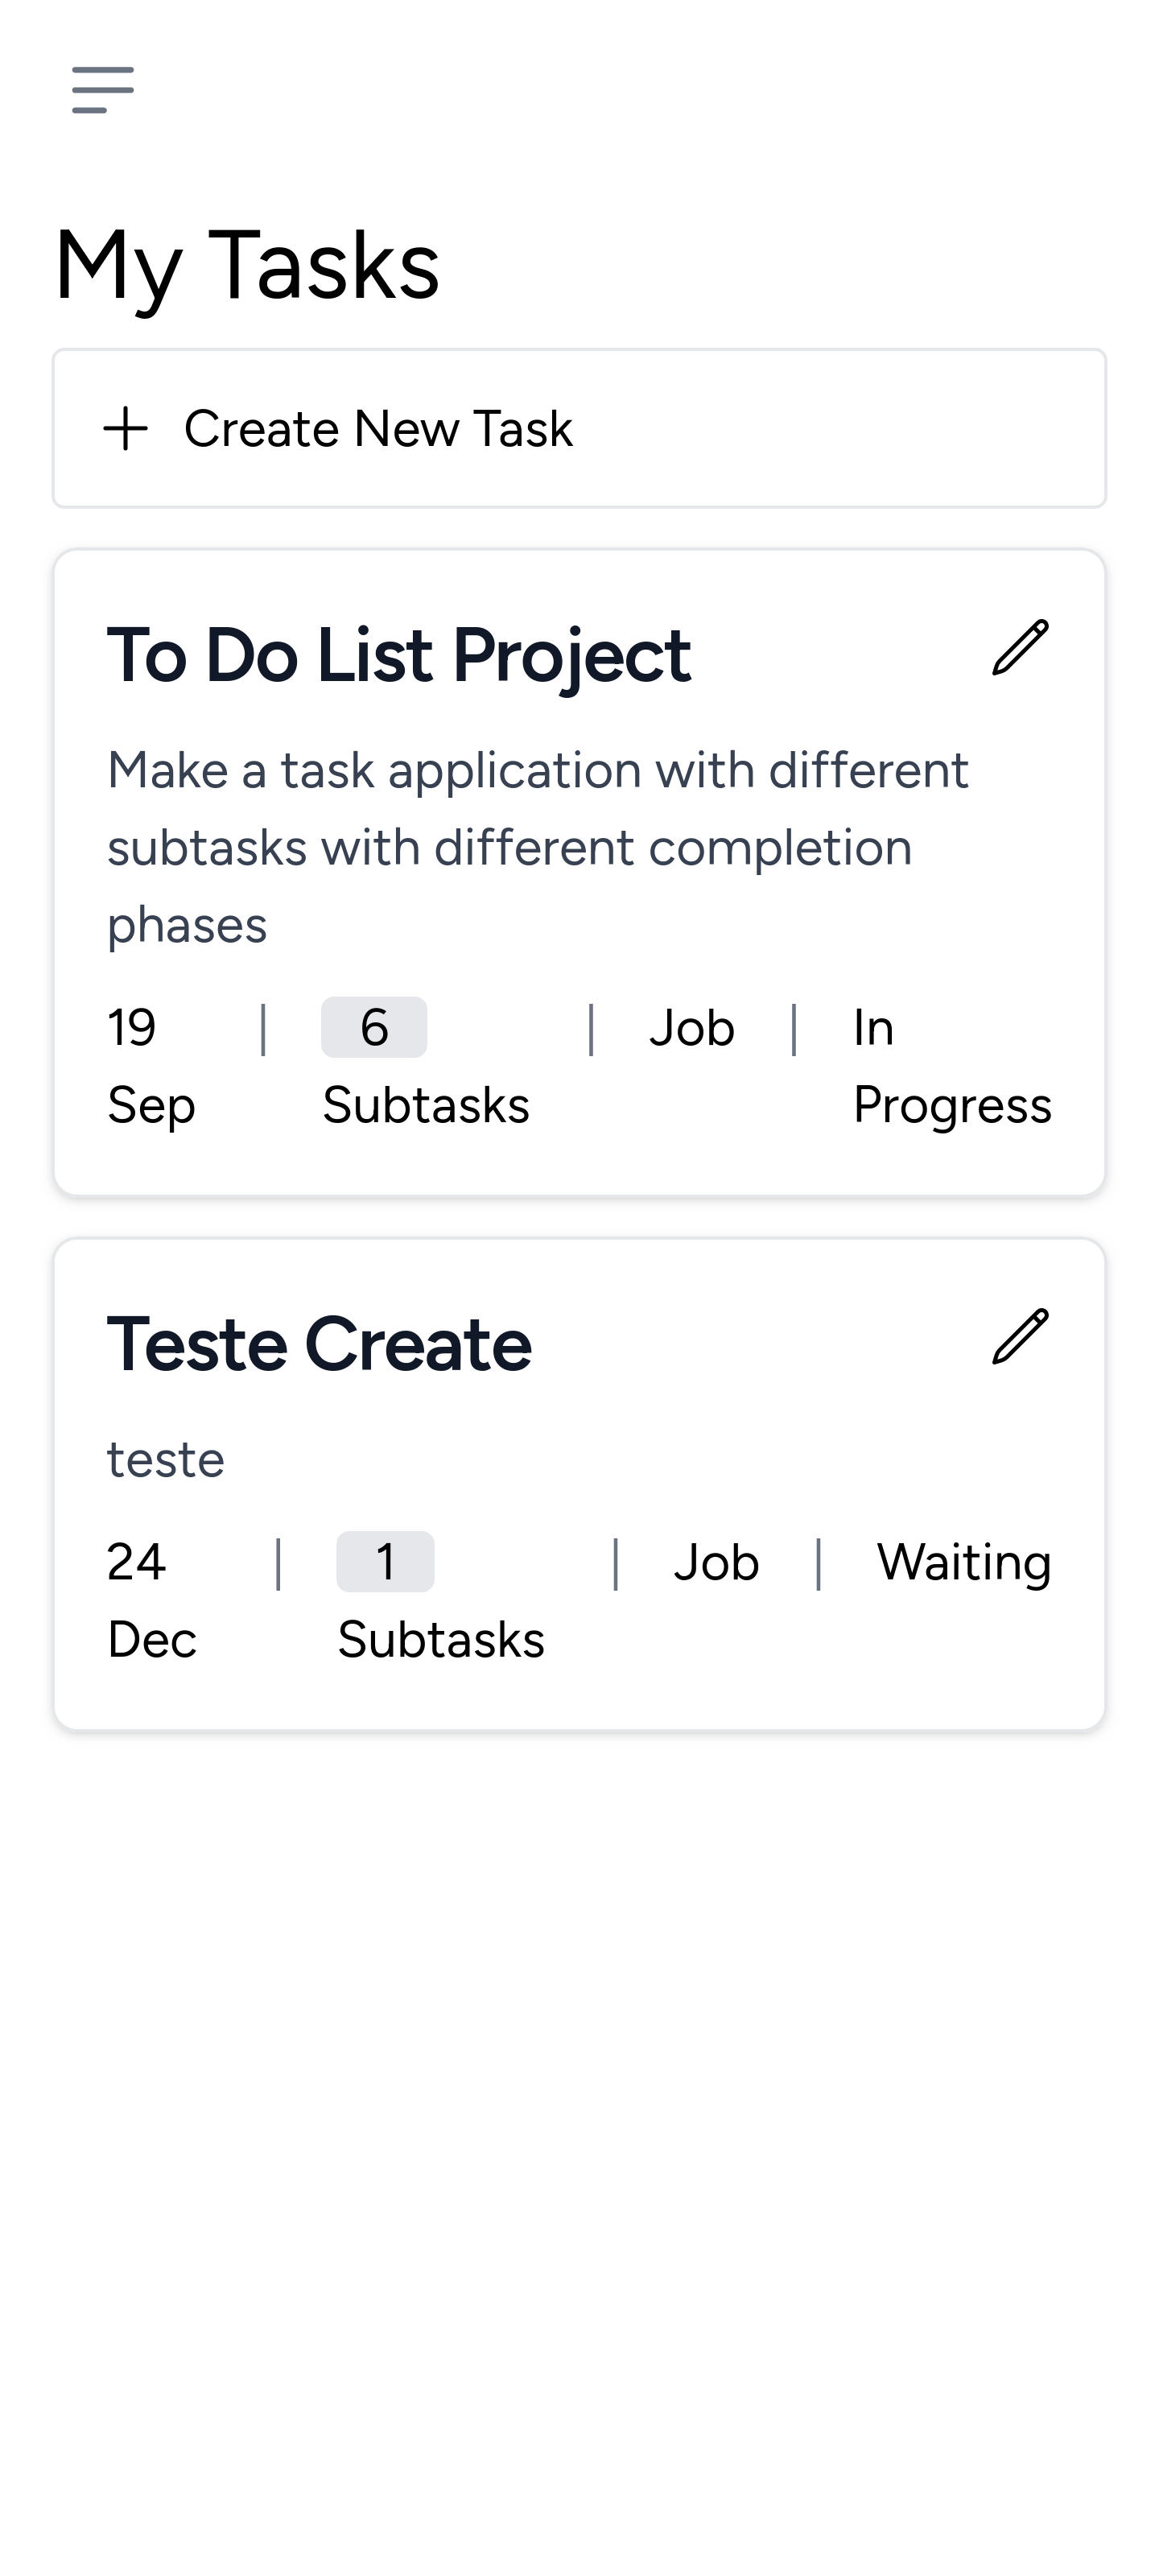 My Tasks
Create New Task
To Do List Project
Make a task application with different
subtasks with different completion
phases
19 | 6 | Job | In
Sep Subtasks Progress
Teste Create
teste
24 | 1 | Job | Waiting
Dec Subtasks